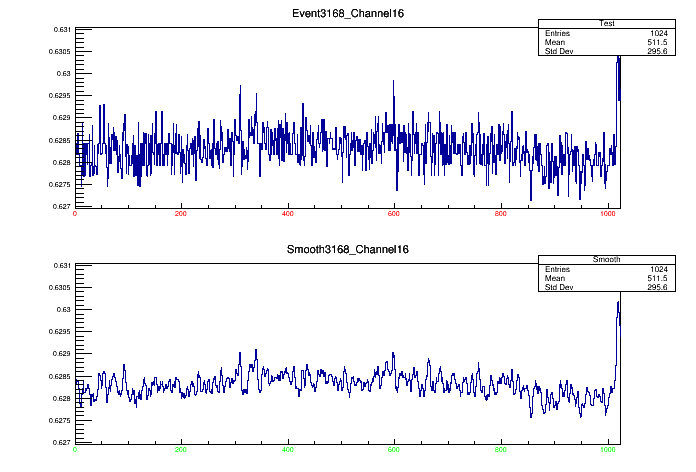 Event3168_Channel16
Test
Entries 1024
Mean 511.5
Std Dev 295.6
0.631
0.6305
0.63
0.6295
0.629
0.6285
0.628
0.6275
0.627
0 200 400 600 800 1000
Smooth3168_Channel16
Smooth
Entries 1024
Mean 511.5
Std Dev 295.6
0.631
0.6305
0.63
0.6295
0.629
0.6285
0.628
0.6275
0.627
0 200 400 600 800 1000